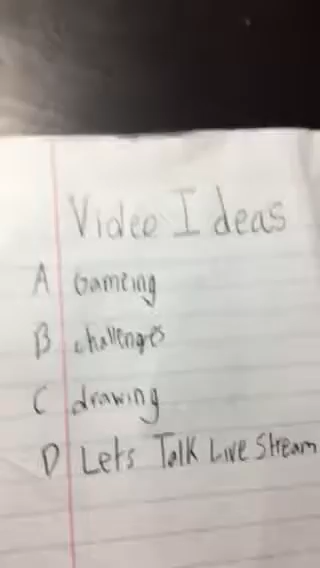 Video Ideas
A Gameing
B challenges
C drawing
D Lets Talk Live Stream